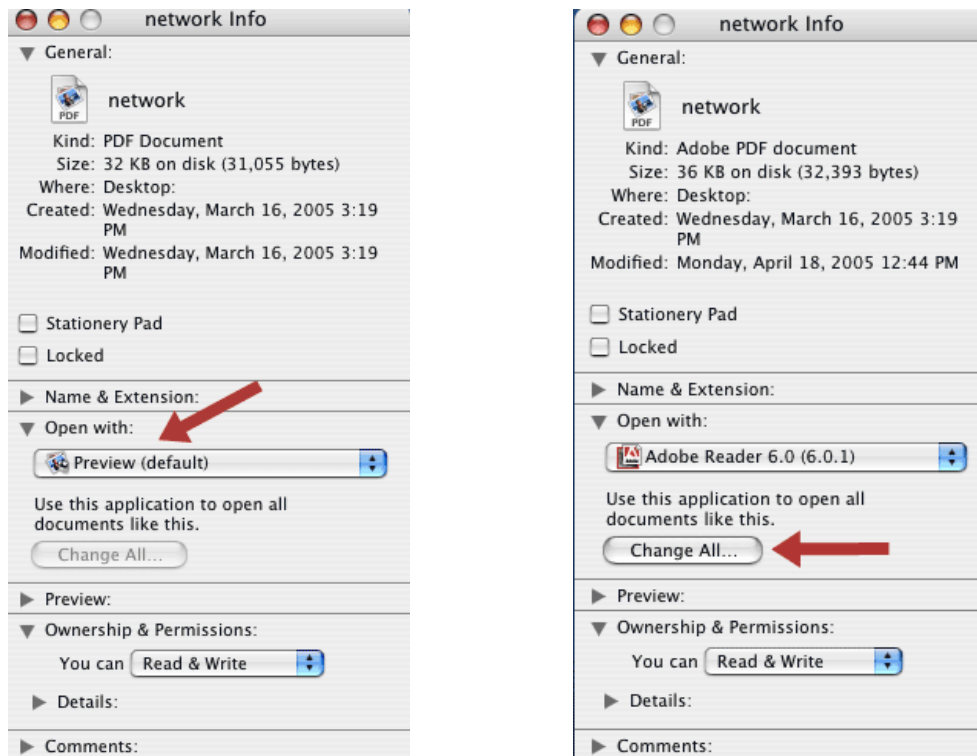 network Info
General:
PDF
network
Kind: PDF Document
Size: 32 KB on disk (31,055 bytes)
Where: Desktop:
Created: Wednesday, March 16, 2005 3:19
PM
Modified: Wednesday, March 16, 2005 3:19
PM
Stationery Pad
Locked
Name & Extension:
Open with:
Preview (default)
Use this application to open all
documents like this.
Change All...
Preview:
Ownership & Permissions:
You can Read & Write
Details:
Comments:
network Info
General:
PDF
network
Kind: Adobe PDF document
Size: 36 KB on disk (32,393 bytes)
Where: Desktop:
Created: Wednesday, March 16, 2005 3:19
PM
Modified: Monday, April 18, 2005 12:44 PM
Stationery Pad
Locked
Name & Extension:
Open with:
Adobe Reader 6.0 (6.0.1)
Use this application to open all
documents like this.
Change All...
Preview:
Ownership & Permissions:
You can Read & Write
Details:
Comments: